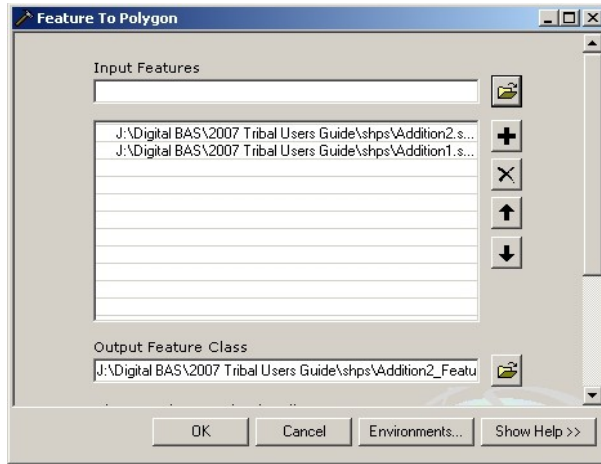 Feature To Polygon
Input Features
J:\Digital BAS\2007 Tribal Users Guide\shps\Addition2.s...
J:\Digital BAS\2007 Tribal Users Guide\shps\Addition1.s...
Output Feature Class
J:\Digital BAS\2007 Tribal Users Guide\shps\Addition2_Featu
OK Cancel Environments... Show Help >>